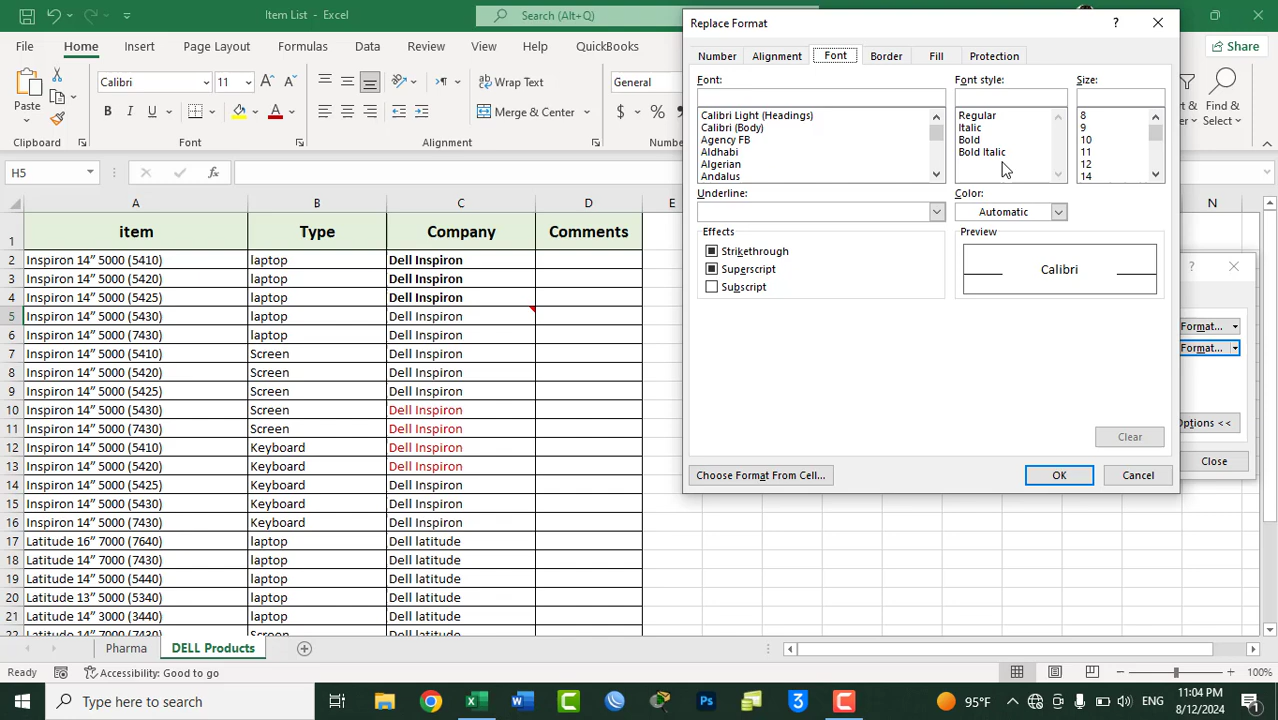 Item List - Excel
Search (Alt+Q)
File Home Insert Page Layout Formulas Data Review View Help QuickBooks
Share
Paste
Clipboard
Calibri 11
B I U
Font
Wrap Text
Merge & Center
Alignment
General
$ %
Find &
Select
H5
fx
A B C D E N
1 item Type Company Comments
2 Inspiron 14” 5000 (5410) laptop Dell Inspiron
3 Inspiron 14” 5000 (5420) laptop Dell Inspiron
4 Inspiron 14” 5000 (5425) laptop Dell Inspiron
5 Inspiron 14” 5000 (5430) laptop Dell Inspiron
6 Inspiron 14” 5000 (7430) laptop Dell Inspiron
7 Inspiron 14” 5000 (5410) Screen Dell Inspiron
8 Inspiron 14” 5000 (5420) Screen Dell Inspiron
9 Inspiron 14” 5000 (5425) Screen Dell Inspiron
10 Inspiron 14” 5000 (5430) Screen Dell Inspiron
11 Inspiron 14” 5000 (7430) Screen Dell Inspiron
12 Inspiron 14” 5000 (5410) Keyboard Dell Inspiron
13 Inspiron 14” 5000 (5420) Keyboard Dell Inspiron
14 Inspiron 14” 5000 (5425) Keyboard Dell Inspiron
15 Inspiron 14” 5000 (5430) Keyboard Dell Inspiron
16 Inspiron 14” 5000 (7430) Keyboard Dell Inspiron
17 Latitude 16” 7000 (7640) laptop Dell latitude
18 Latitude 14” 7000 (7430) laptop Dell latitude
19 Latitude 14” 5000 (5440) laptop Dell latitude
20 Latitude 13” 5000 (5340) laptop Dell latitude
21 Latitude 14” 3000 (3440) laptop Dell latitude
22 Latitude 14” 7000 (7430) Screen Dell latitude
Replace Format
?
Number Alignment Font Border Fill Protection
Font:
Calibri Light (Headings)
Calibri (Body)
Agency FB
Aldhabi
Algerian
Andalus
Font style:
Regular
Italic
Bold
Bold Italic
Size:
8
9
10
11
12
14
Underline:
Color:
Automatic
Effects
Strikethrough
Superscript
Subscript
Preview
Calibri
Clear
Choose Format From Cell...
OK
Cancel
?
Format...
Format...
Options <<
Close
Pharma DELL Products
Ready Accessibility: Good to go
100%
Type here to search
95°F
ENG
11:04 PM
8/12/2024